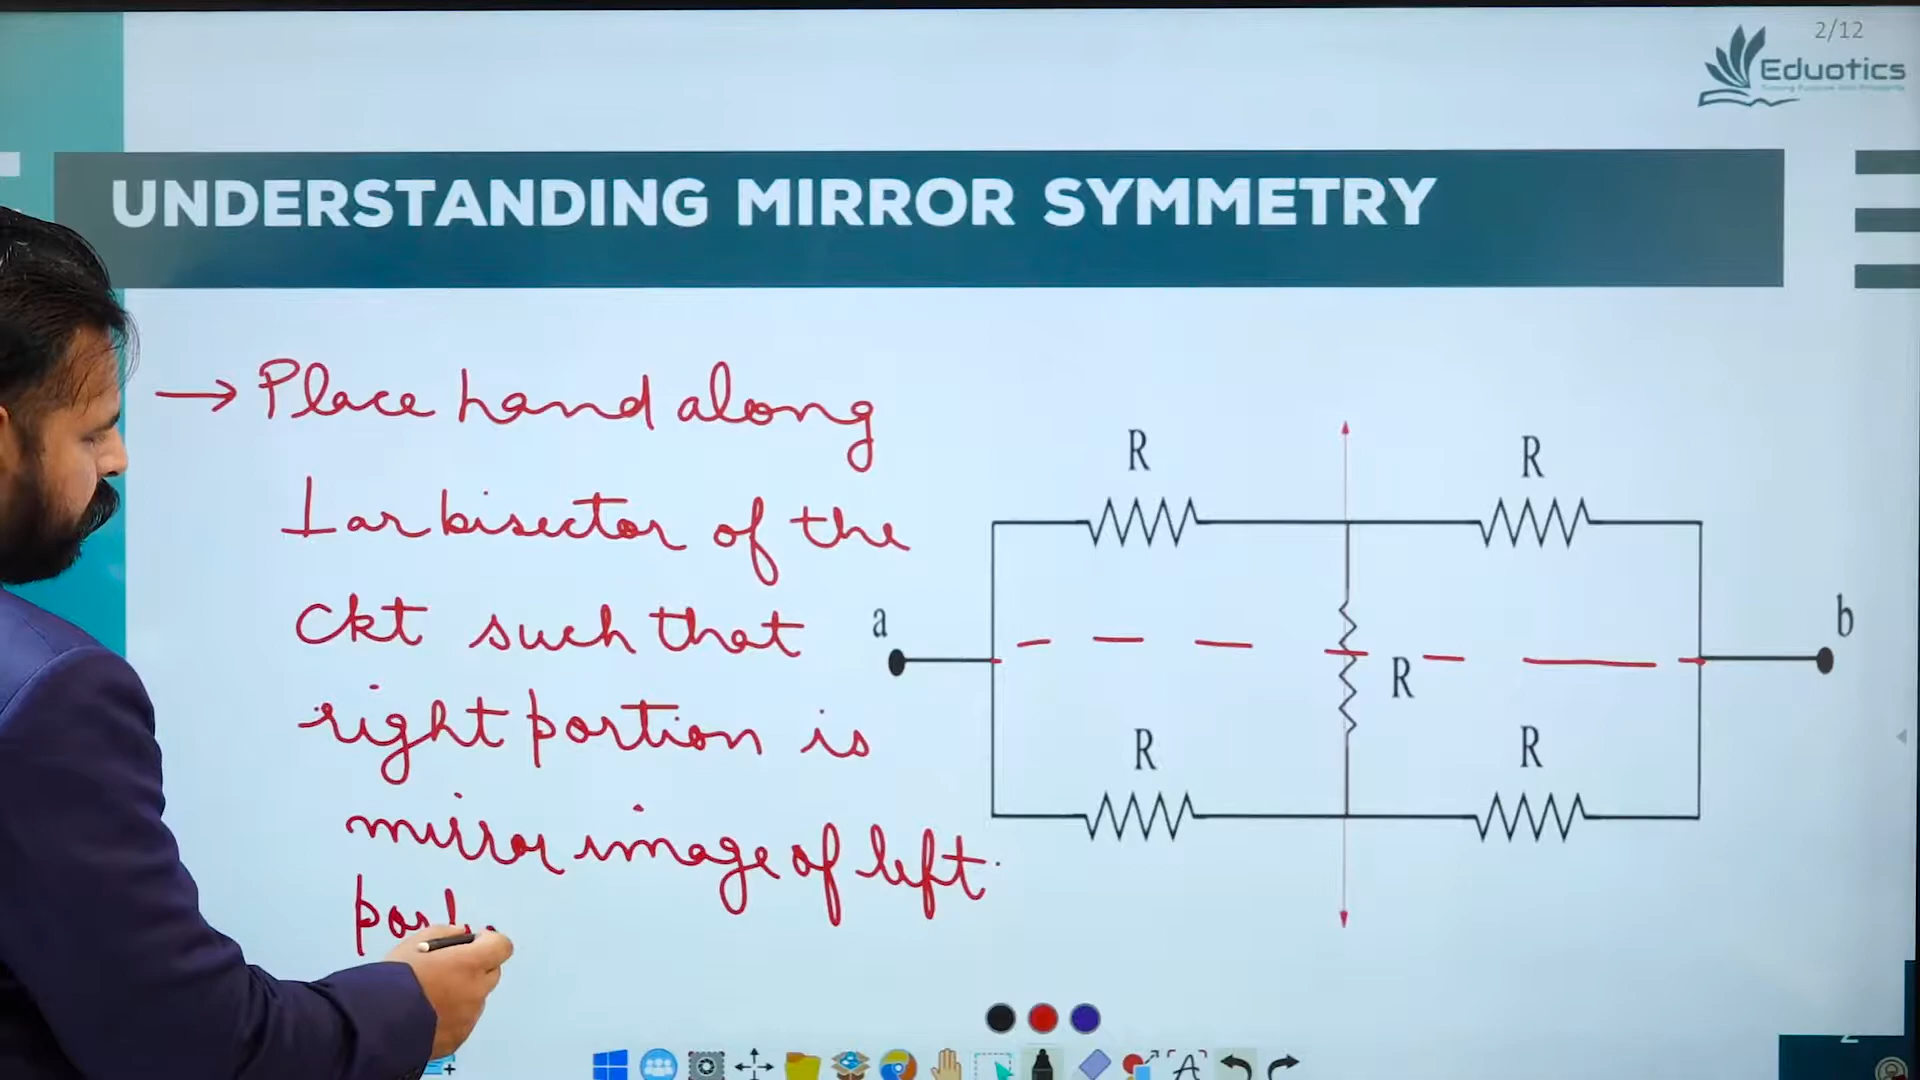 2/12
Eduotics
UNDERSTANDING MIRROR SYMMETRY
→ Place hand along
⊥ar bisector of the
ckt such that
right portion is
mirror image of left
R
R
a
b
R
R
R
2